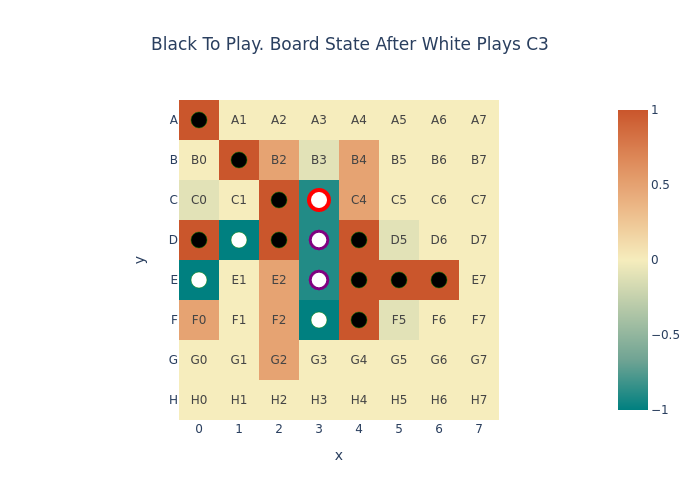 Black To Play. Board State After White Plays C3
A A1 A2 A3 A4 A5 A6 A7
B B0 B2 B3 B4 B5 B6 B7
C C0 C1 C4 C5 C6 C7
D D5 D6 D7
E E1 E2 E7
F F0 F1 F2 F5 F6 F7
G G0 G1 G2 G3 G4 G5 G6 G7
H H0 H1 H2 H3 H4 H5 H6 H7
0 1 2 3 4 5 6 7
x
y
1
0.5
0
−0.5
−1